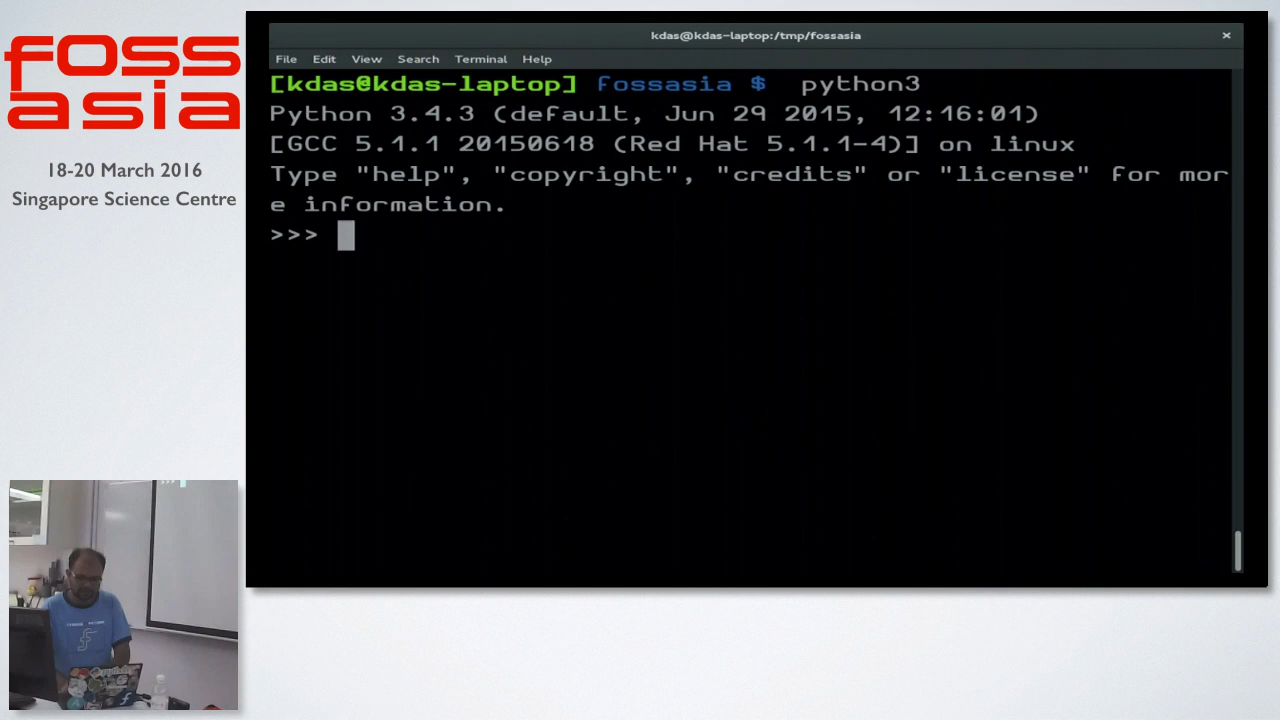 foss
asia
18-20 March 2016
Singapore Science Centre
kdas@kdas-laptop:/tmp/fossasia ×
File Edit View Search Terminal Help
[kdas@kdas-laptop] fossasia $ python3
Python 3.4.3 (default, Jun 29 2015, 12:16:01)
[GCC 5.1.1 20150618 (Red Hat 5.1.1-4)] on linux
Type "help", "copyright", "credits" or "license" for mor
e information.
>>>